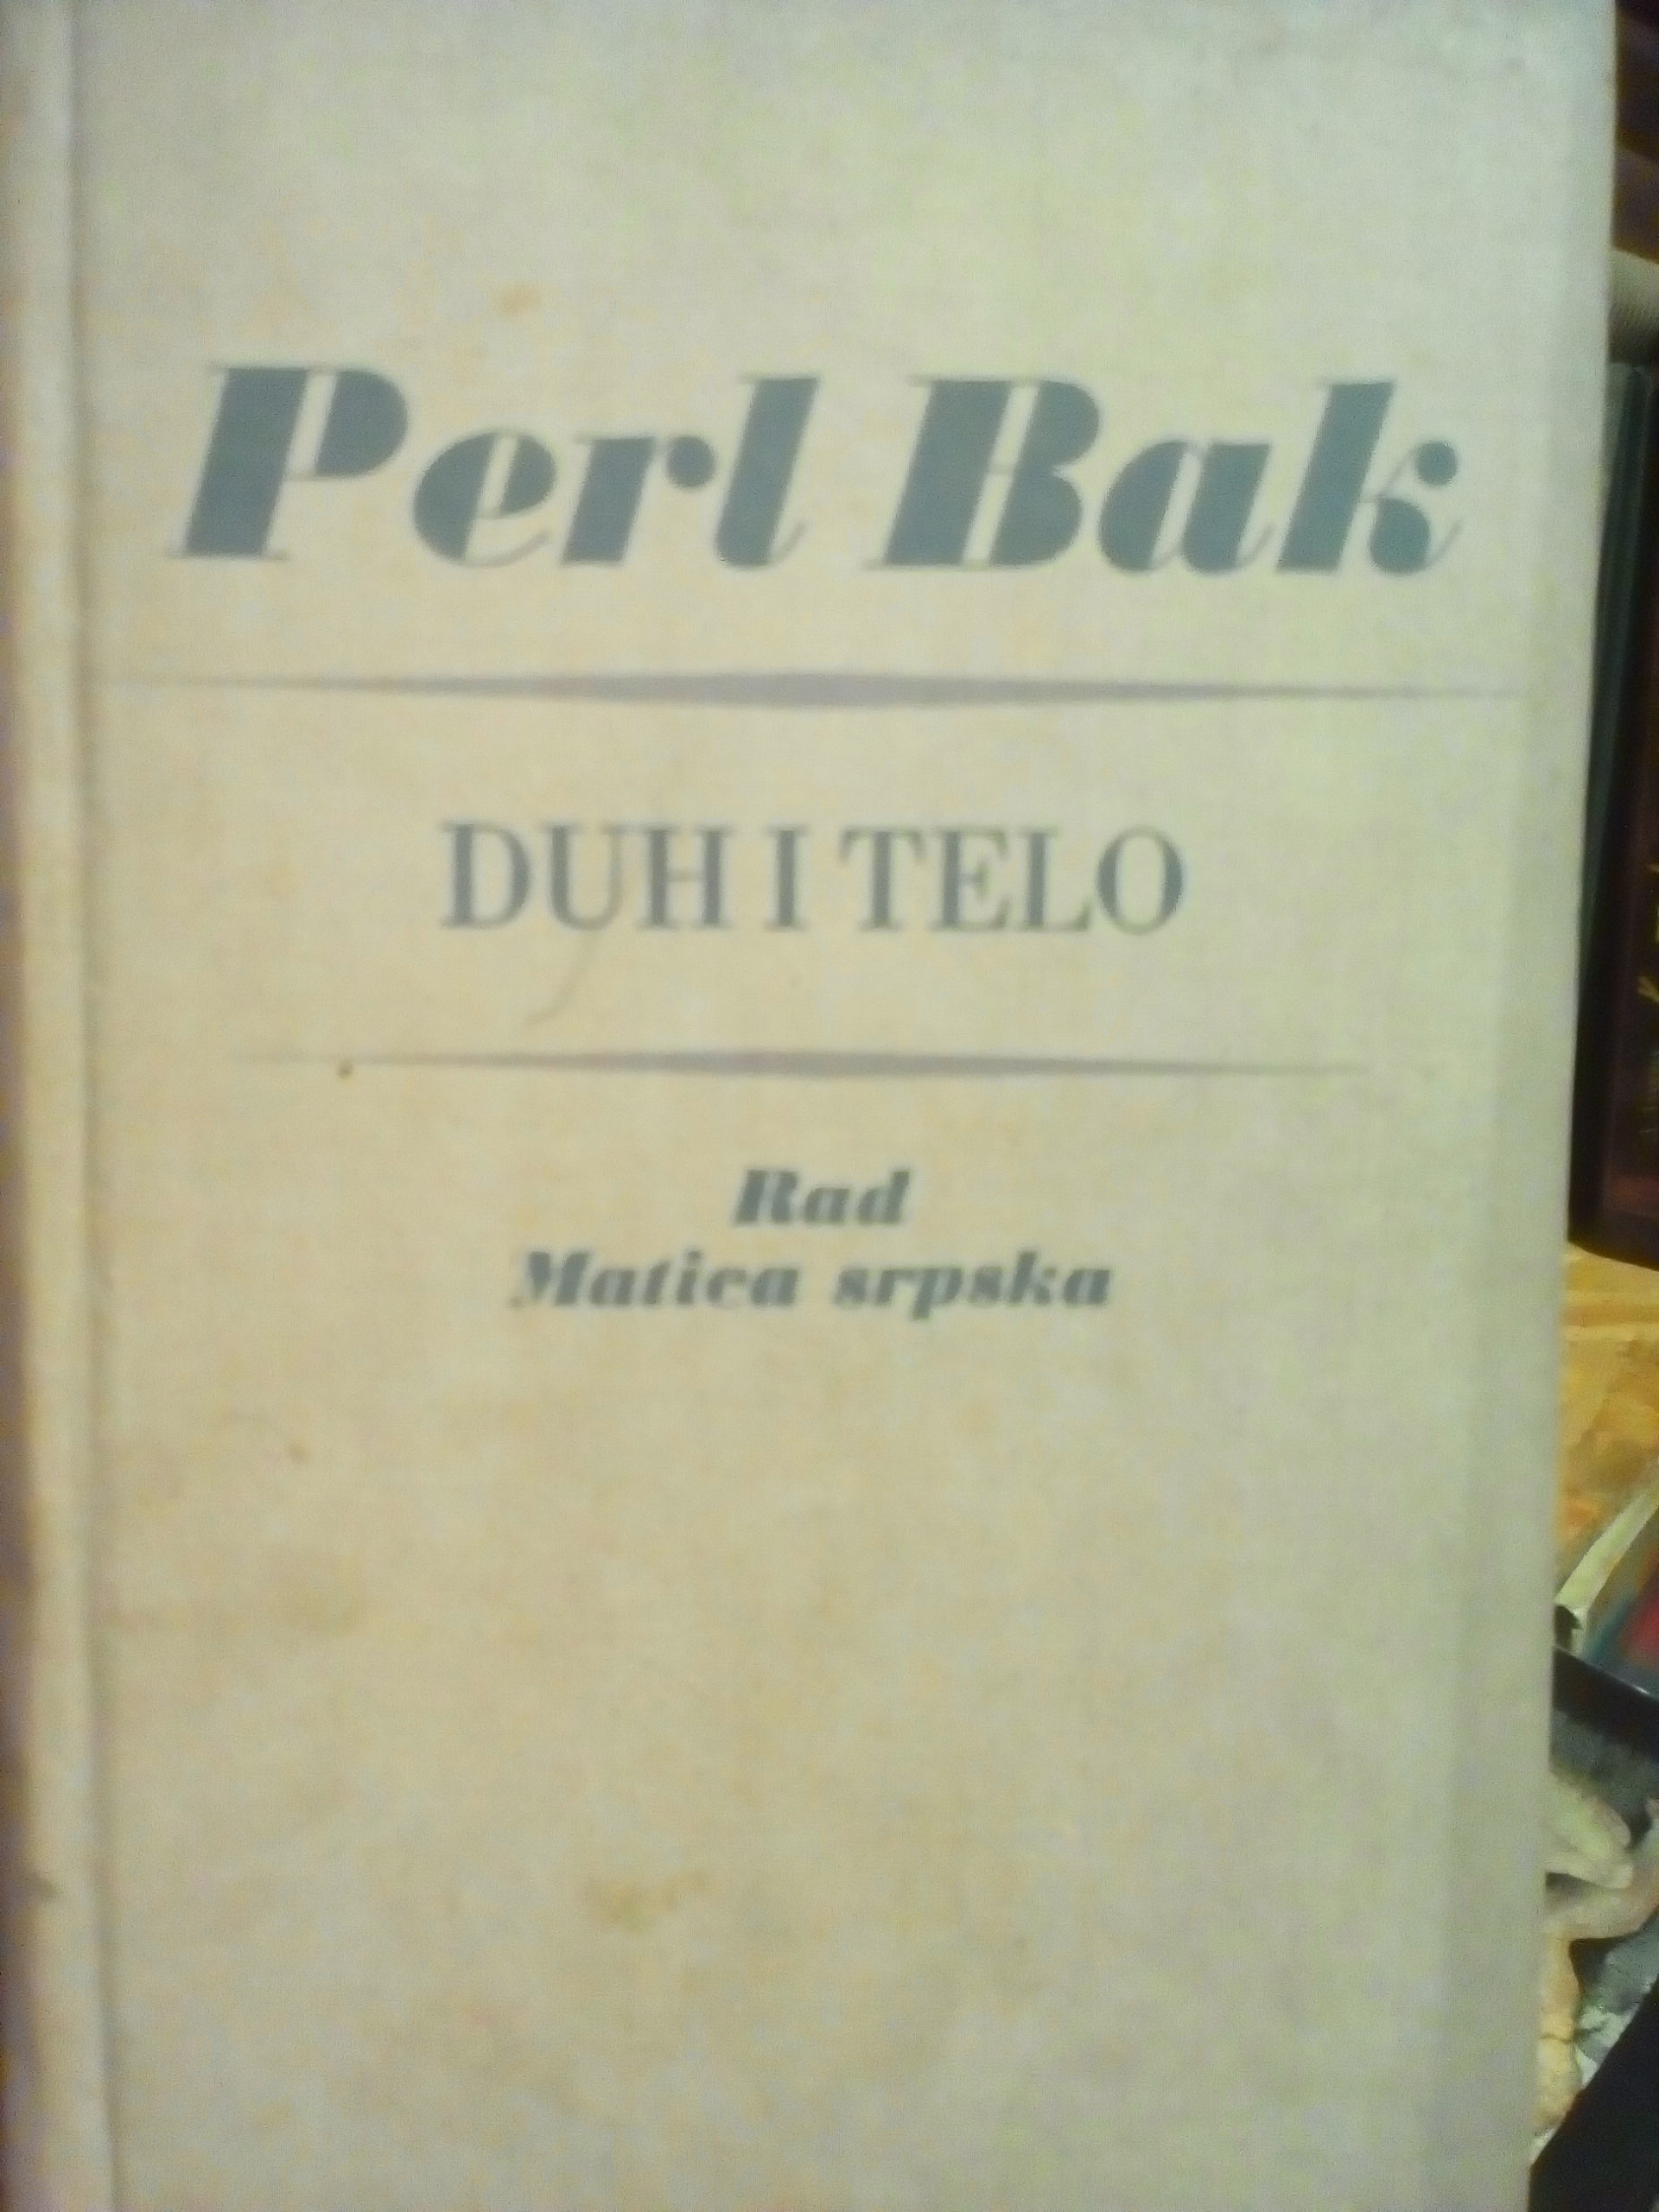 Perl Bak
DUH I TELO
Rad
Matica srpska